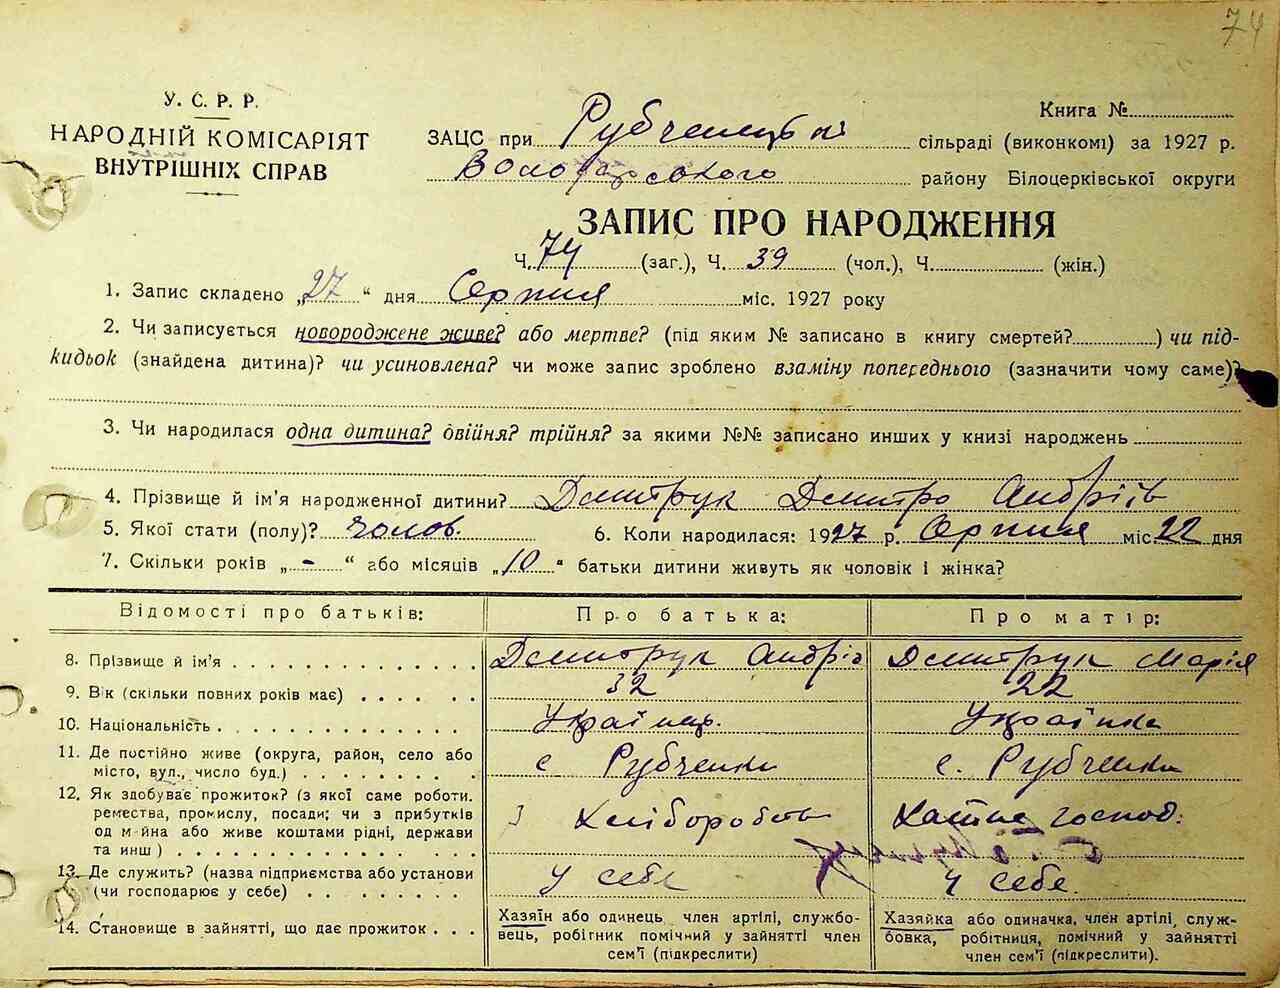 74
У. С. Р. Р.
НАРОДНІЙ КОМІСАРІЯТ
ВНУТРІШНІХ СПРАВ
Книга №
ЗАЦС при Рубченецькій сільраді (виконкомі) за 1927 р.
Володарського району Білоцерківської округи
ЗАПИС ПРО НАРОДЖЕННЯ
Ч. 74 (заг.), Ч. 39 (чол.), Ч. (жін.)
1. Запис складено „27“ дня Серпня міс. 1927 року
2. Чи записується новороджене живе? або мертве? (під яким № записано в книгу смертей?) чи під-
кидьок (знайдена дитина)? чи усиновлена? чи може запис зроблено взаміну попереднього (зазначити чому саме)?
3. Чи народилася одна дитина? двійня? трійня? за якими №№ записано инших у книзі народжень
4. Прізвище й ім'я народженної дитини? Дмитрук Дмитро Андріїв
5. Якої стати (полу)? чолов. 6. Коли народилася: 1927 р. Серпня міс. 22 дня
7. Скільки років „-“ або місяців „10“ батьки дитини живуть як чоловік і жінка?
Відомості про батьків: Про батька: Про матір:
8. Прізвище й ім'я Дмитрук Андрій Дмитрук Марія
9. Вік (скільки повних років має) 32 22
10. Національність Українець. Українка
11. Де постійно живе (округа, район, село або
місто, вул., число буд.) с Рубченки с. Рубченки
12. Як здобуває прожиток? (з якої саме роботи.
ремества, промислу, посади; чи з прибутків
од майна або живе коштами рідні, держави
та инш) З Хліборобст Хатнє господ.
13. Де служить? (назва підприємства або установи
(чи господарює у себе) У себе У себе.
14. Становище в зайнятті, що дає прожиток
Хазяїн або одинець, член артілі, службо-
вець, робітник помічний у зайнятті член
сем'ї (підкреслити)
Хазяйка або одиначка, член артілі, служ-
бовка, робітниця, помічний у зайнятті
член сем'ї (підкреслити).